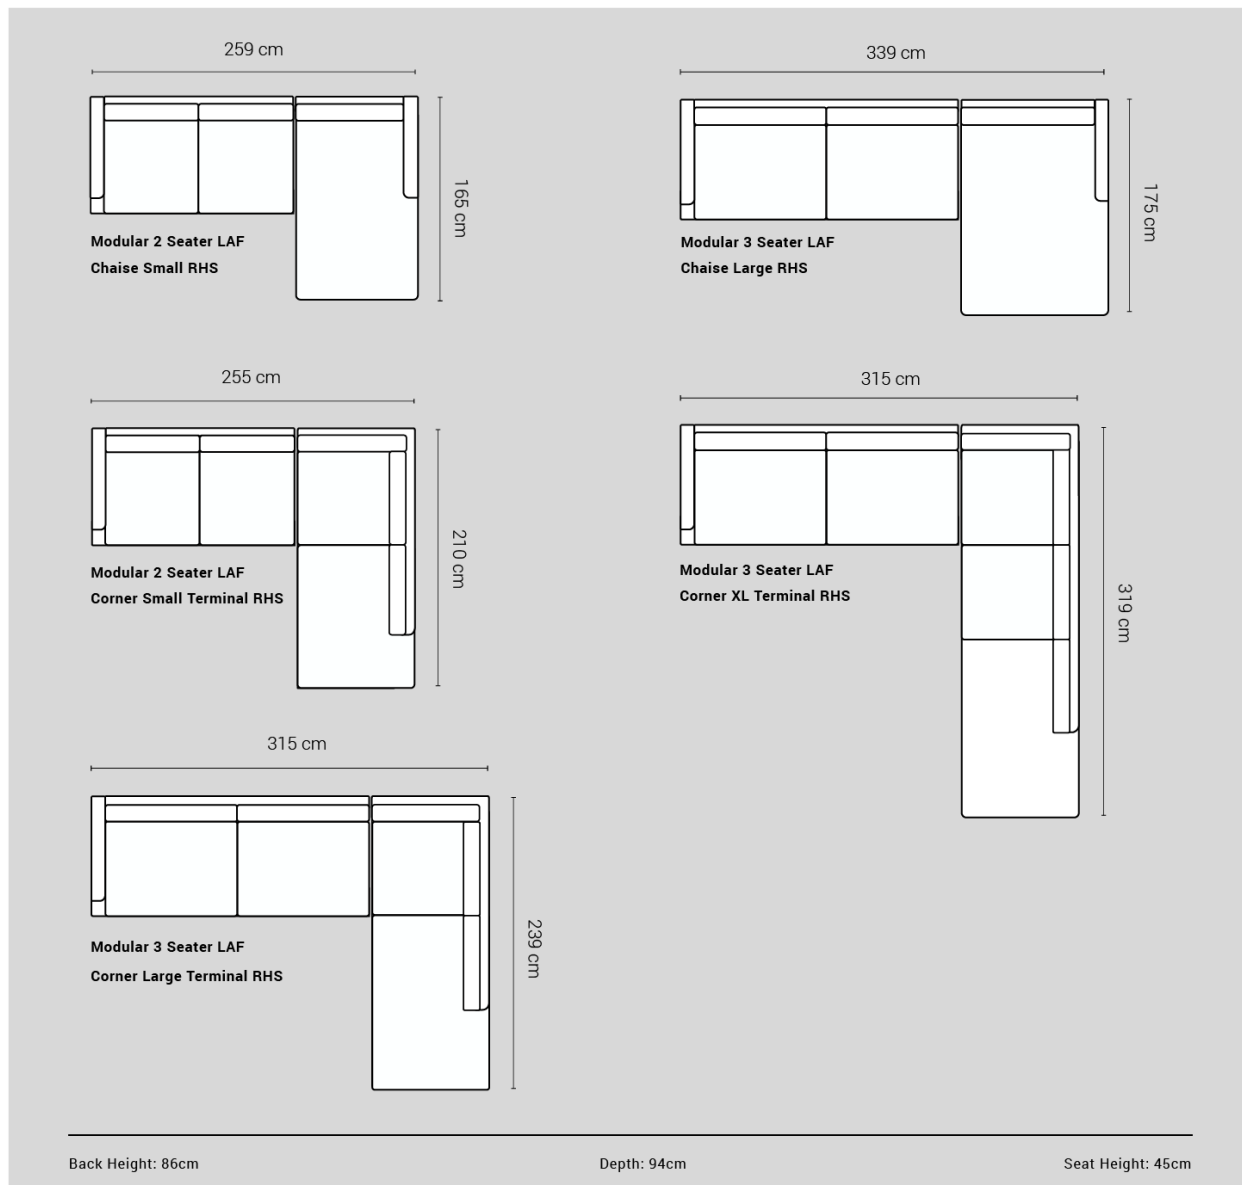 259 cm
339 cm
165 cm
175 cm
Modular 2 Seater LAF
Chaise Small RHS
Modular 3 Seater LAF
Chaise Large RHS
255 cm
315 cm
210 cm
319 cm
Modular 2 Seater LAF
Corner Small Terminal RHS
Modular 3 Seater LAF
Corner XL Terminal RHS
315 cm
239 cm
Modular 3 Seater LAF
Corner Large Terminal RHS
Back Height: 86cm
Depth: 94cm
Seat Height: 45cm